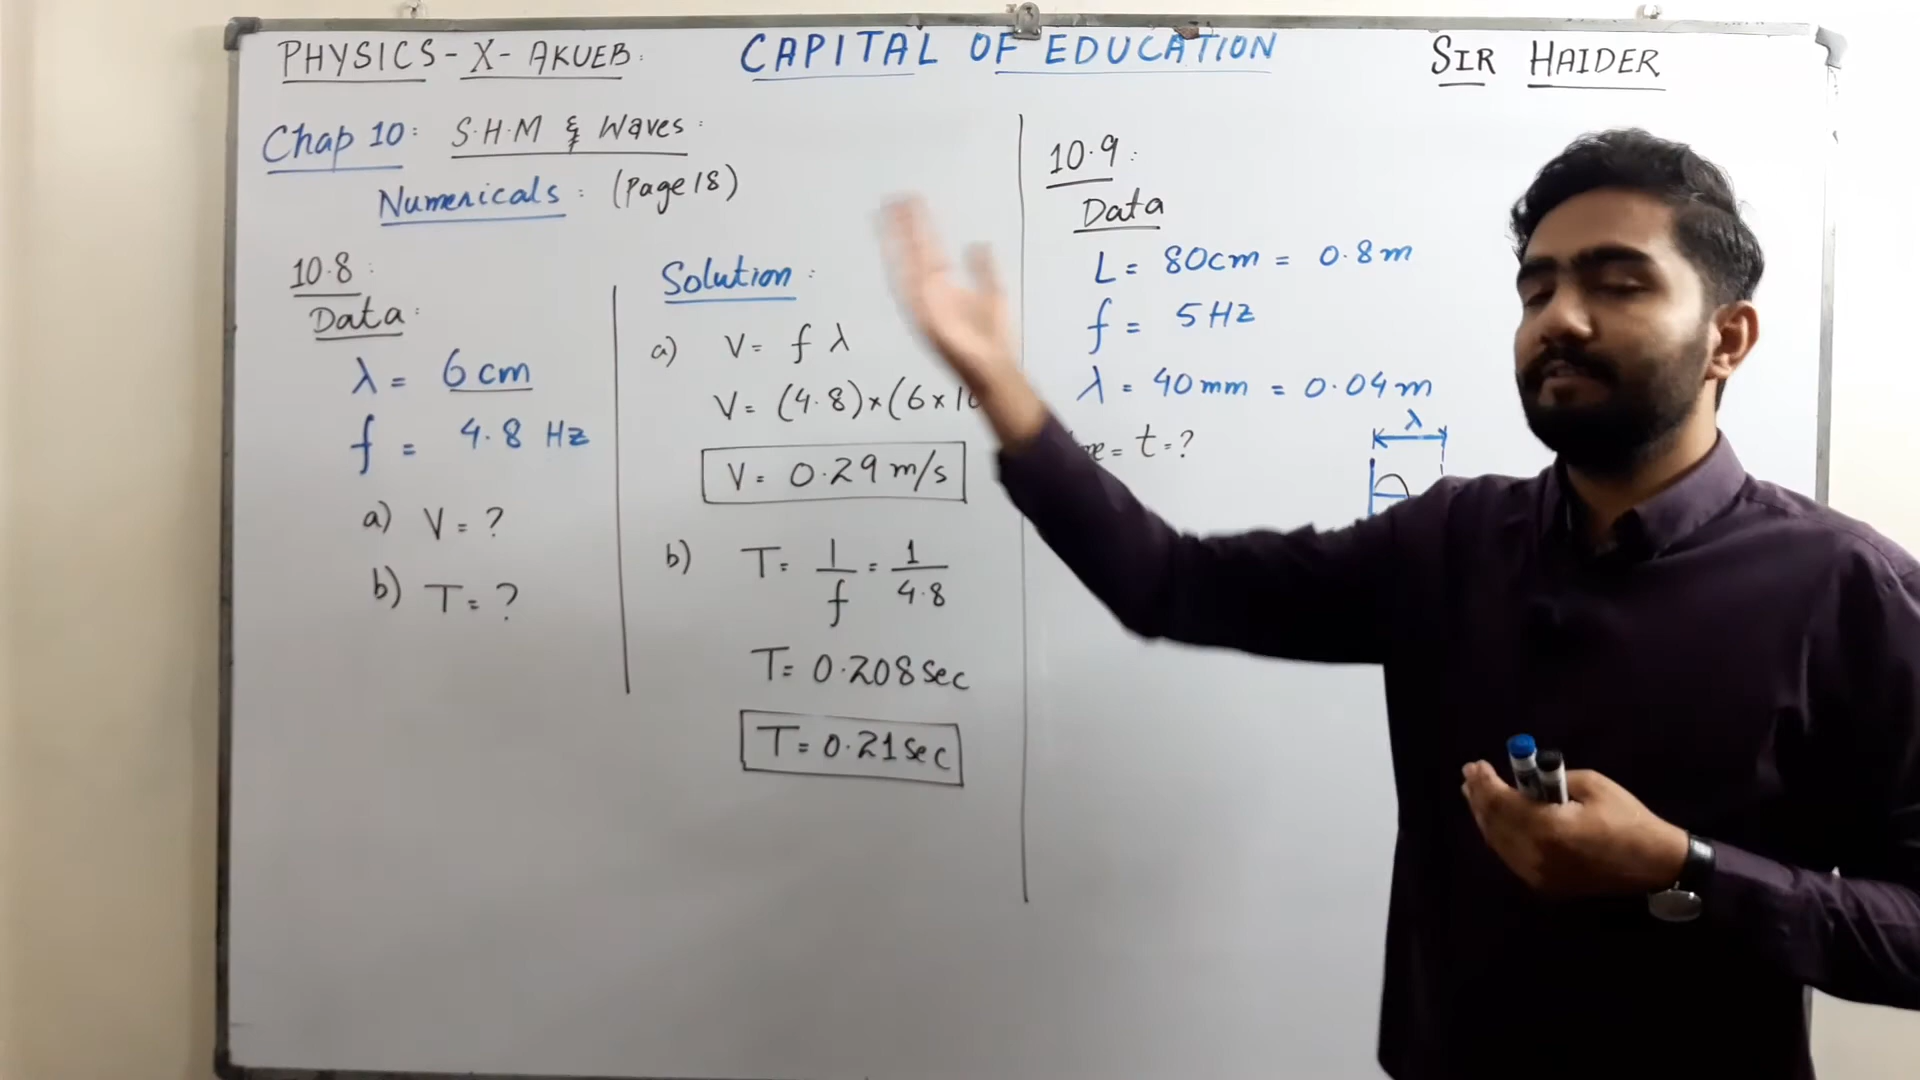 PHYSICS - X - AKUEB:
CAPITAL OF EDUCATION
SIR HAIDER
Chap 10: S.H.M & Waves:
Numericals: (Page 18)
10.8:
Data:
λ = 6 cm
f = 4.8 Hz
a) V = ?
b) T = ?
Solution:
a) V = f λ
V = (4.8)×(6×10
V = 0.29 m/s
b) T = 1/f = 1/4.8
T = 0.208 sec
T = 0.21 sec
10.9:
Data
L = 80cm = 0.8m
f = 5 Hz
λ = 40 mm = 0.04 m
= t = ?
λ